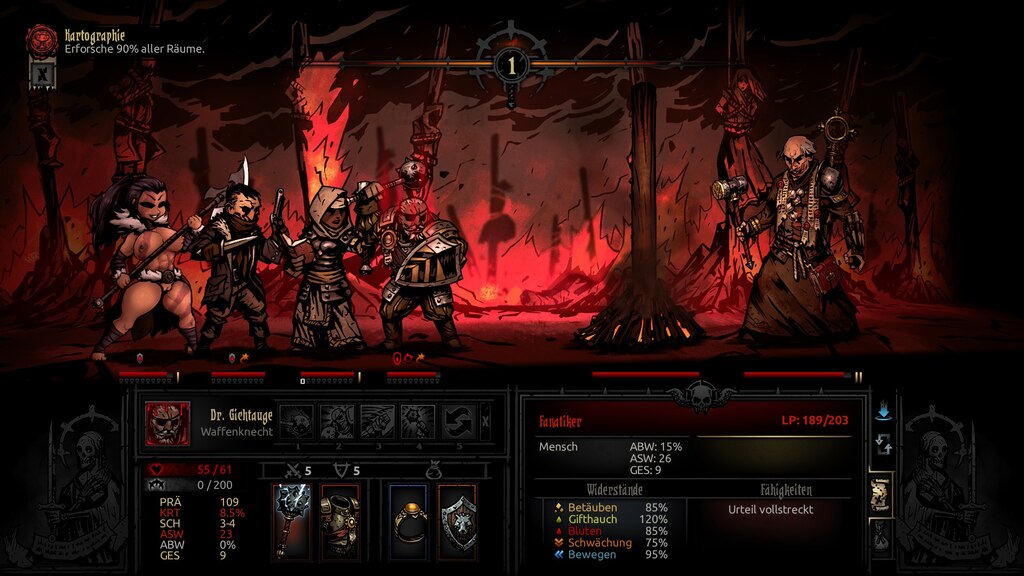 Kartographie
Erforsche 90% aller Räume.
X
1
Dr. Gichtauge
Waffenknecht
1 2 3 4 5
55 / 61
0 / 200
5 5
PRÄ 109
KRT 8.5%
SCH 3-4
ASW 23
ABW 0%
GES 9
Fanatiker
LP: 189/203
Mensch
ABW: 15%
ASW: 26
GES: 9
Widerstände
Fähigkeiten
Betäuben 85%
Urteil vollstreckt
Gifthauch 120%
Bluten 85%
Schwächung 75%
Bewegen 95%